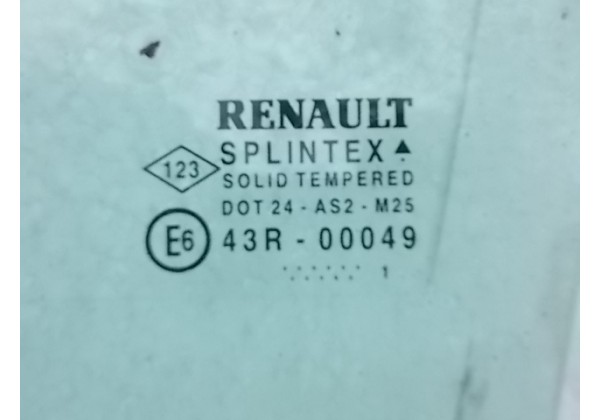 RENAULT
123 SPLINTEX
SOLID TEMPERED
DOT 24 - AS2 - M25
E6 43R - 00049
1